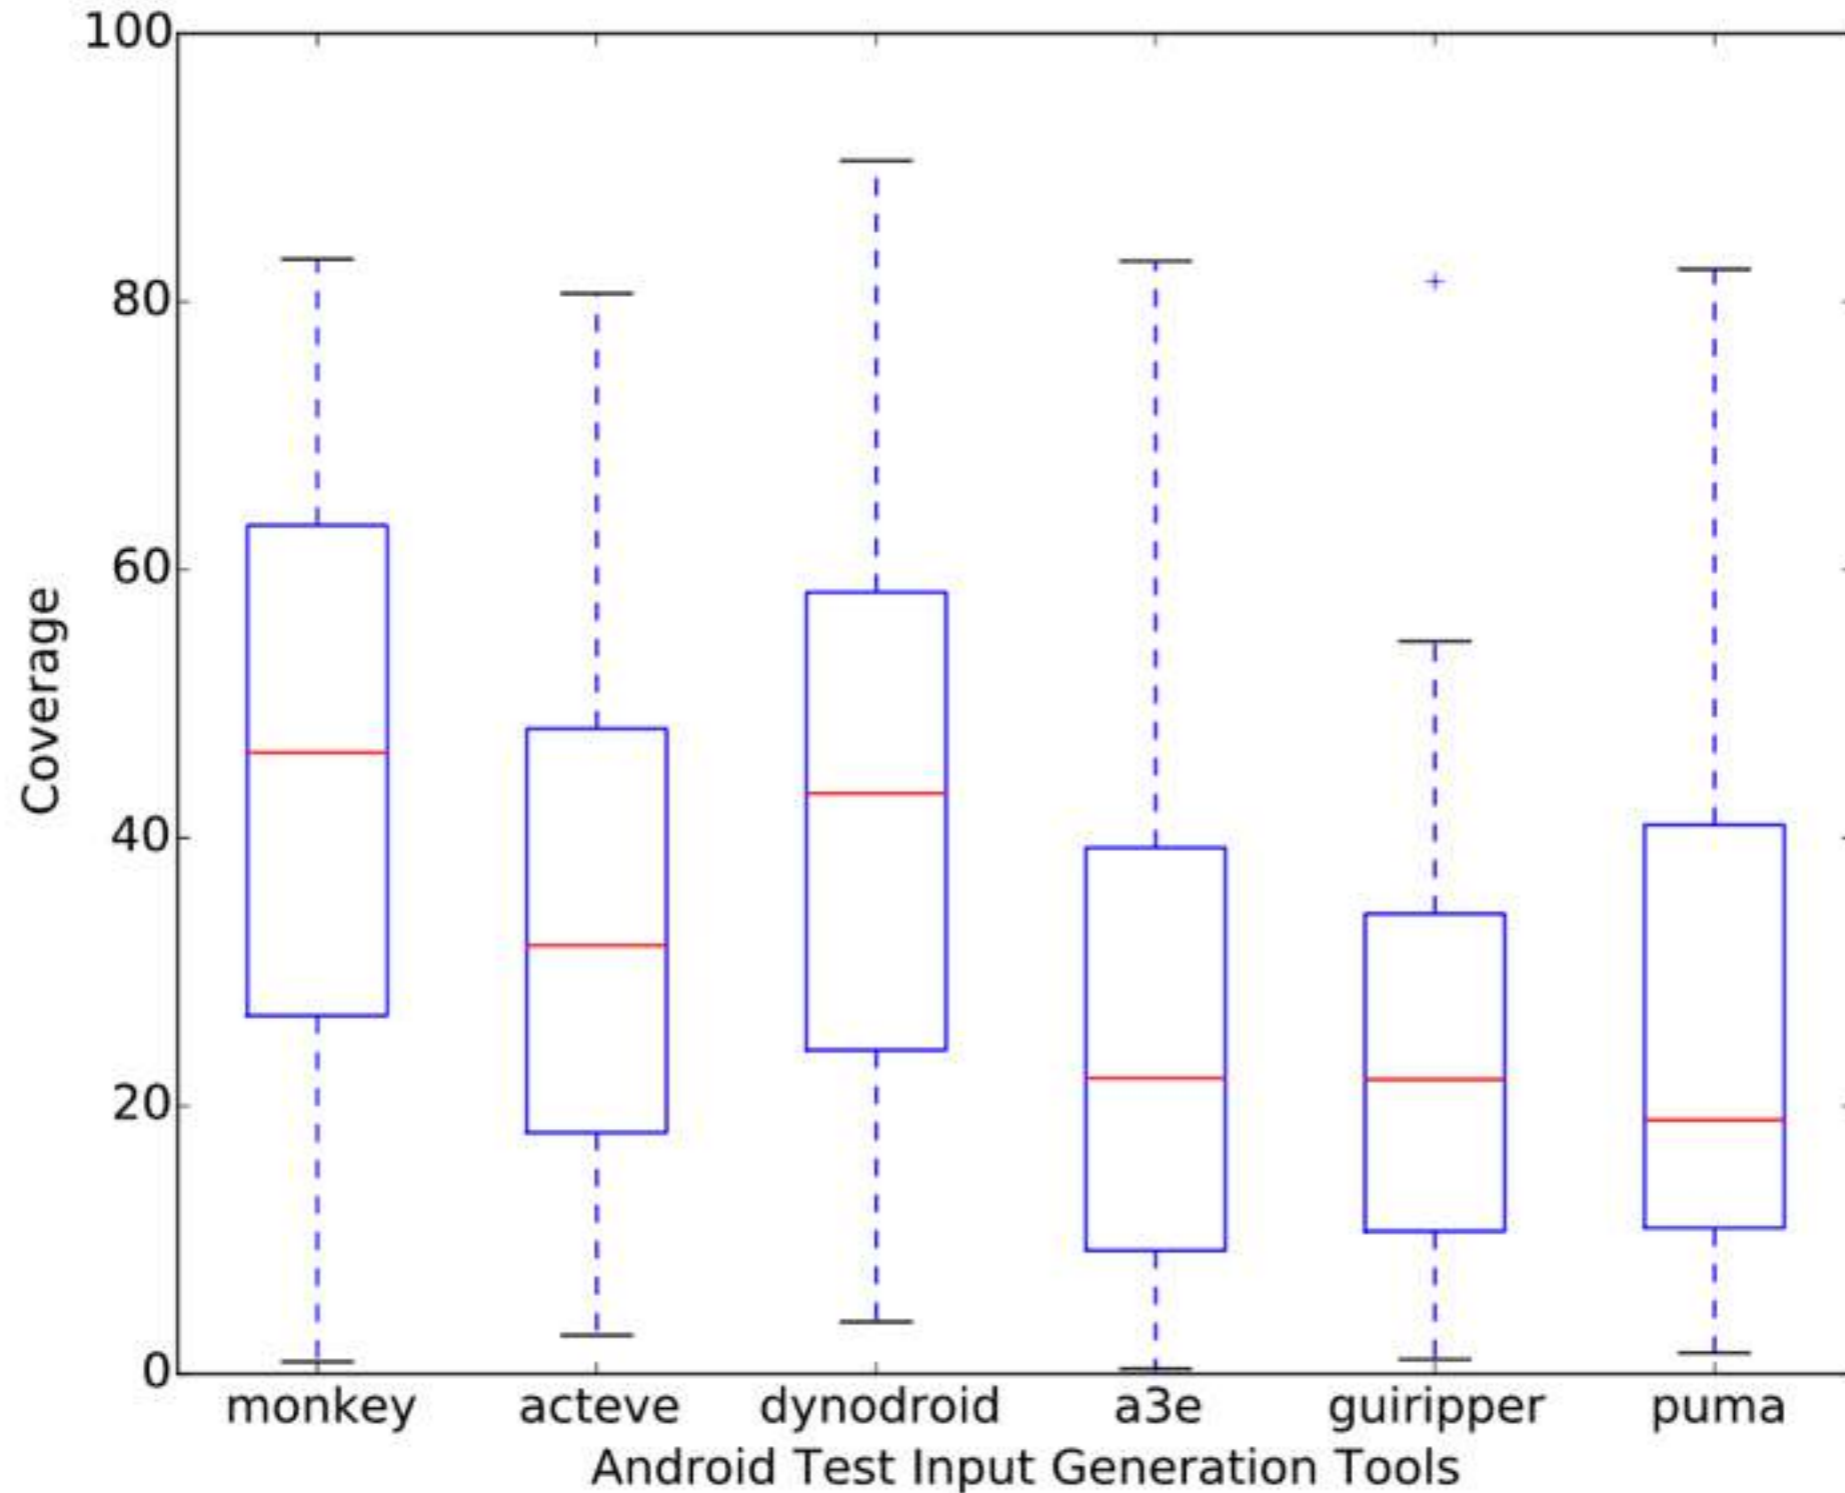 100
80
60
40
20
0
Coverage
monkey acteve dynodroid a3e guiripper puma
Android Test Input Generation Tools